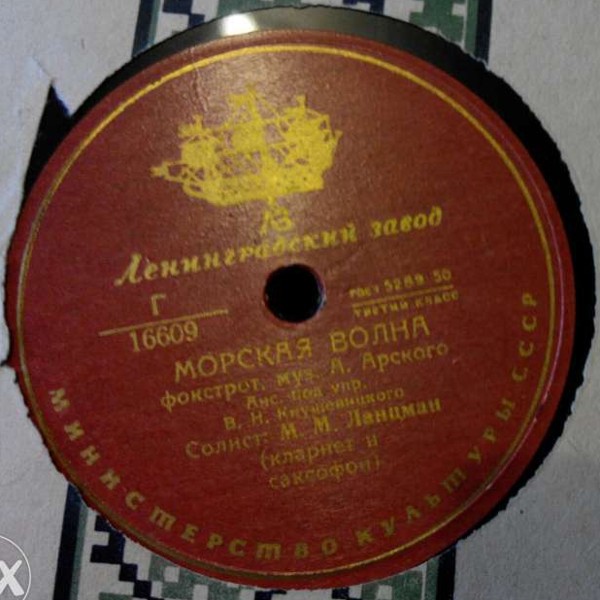 Ленинградский завод
Г
16609
ГОСТ 5289 50
ТРЕТИЙ КЛАСС
МОРСКАЯ ВОЛНА
фокстрот, муз. А. Арского
Анс. под упр.
В. Н. Кнушевицкого
Солист: М. М. Ланцман
(кларнет и
саксофон)
МИНИСТЕРСТВО КУЛЬТУРЫ СССР
X